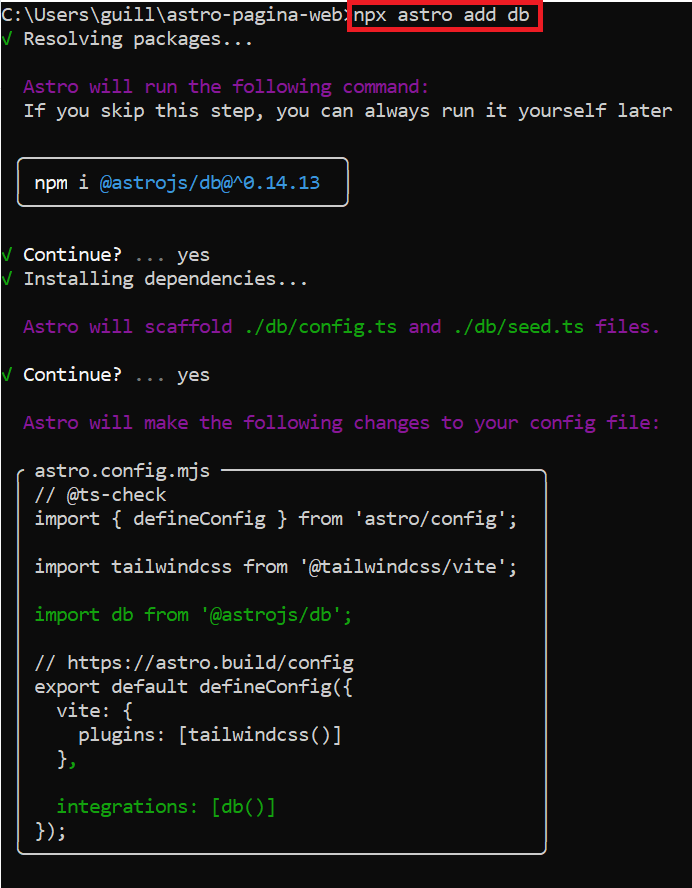 C:\Users\guill\astro-pagina-web>npx astro add db
√ Resolving packages...
Astro will run the following command:
If you skip this step, you can always run it yourself later
npm i @astrojs/db@^0.14.13
√ Continue? ... yes
√ Installing dependencies...
Astro will scaffold ./db/config.ts and ./db/seed.ts files.
√ Continue? ... yes
Astro will make the following changes to your config file:
astro.config.mjs
// @ts-check
import { defineConfig } from 'astro/config';
import tailwindcss from '@tailwindcss/vite';
import db from '@astrojs/db';
// https://astro.build/config
export default defineConfig({
vite: {
plugins: [tailwindcss()]
},
integrations: [db()]
});